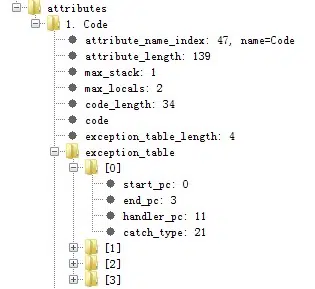 attributes
1. Code
attribute_name_index: 47, name=Code
attribute_length: 139
max_stack: 1
max_locals: 2
code_length: 34
code
exception_table_length: 4
exception_table
[0]
start_pc: 0
end_pc: 3
handler_pc: 11
catch_type: 21
[1]
[2]
[3]